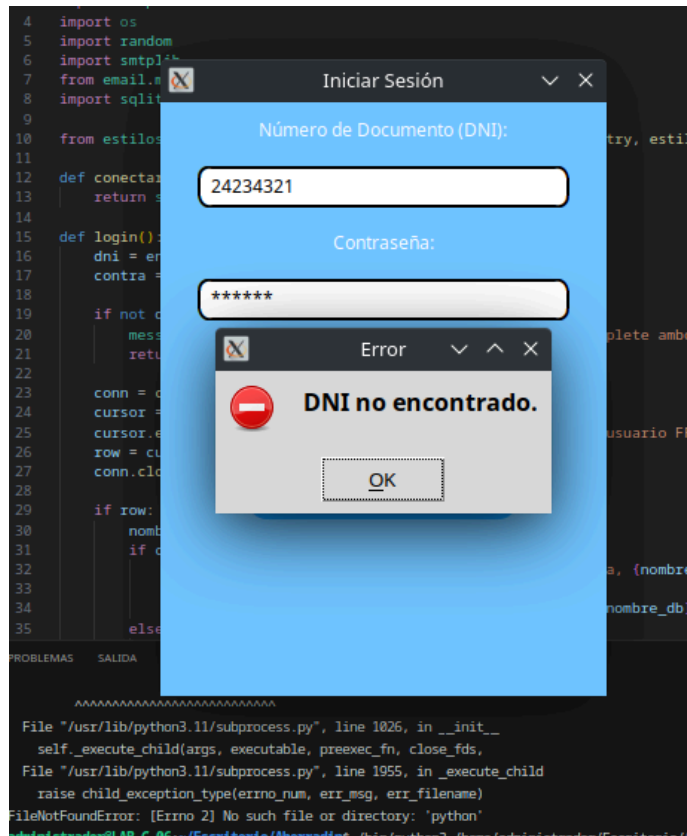 4 import os
5 import random
6 import smtplib
7 from email.m
8 import sqlit
9
10 from estilos try, estil
11
12 def conectar
13 return s
14
15 def login():
16 dni = en
17 contra =
18
19 if not d
20 mess plete ambo
21 retu
22
23 conn = c
24 cursor =
25 cursor.e usuario F
26 row = cu
27 conn.clo
28
29 if row:
30 nomb
31 if c
32 a, {nombre
33
34 nombre_db
35 else
Iniciar Sesión
Número de Documento (DNI):
24234321
Contraseña:
******
Error
DNI no encontrado.
OK
PROBLEMAS SALIDA
^^^^^^^^^^^^^^^^^^^^^^^^^^^^
File "/usr/lib/python3.11/subprocess.py", line 1026, in __init__
self._execute_child(args, executable, preexec_fn, close_fds,
File "/usr/lib/python3.11/subprocess.py", line 1955, in _execute_child
raise child_exception_type(errno_num, err_msg, err_filename)
FileNotFoundError: [Errno 2] No such file or directory: 'python'